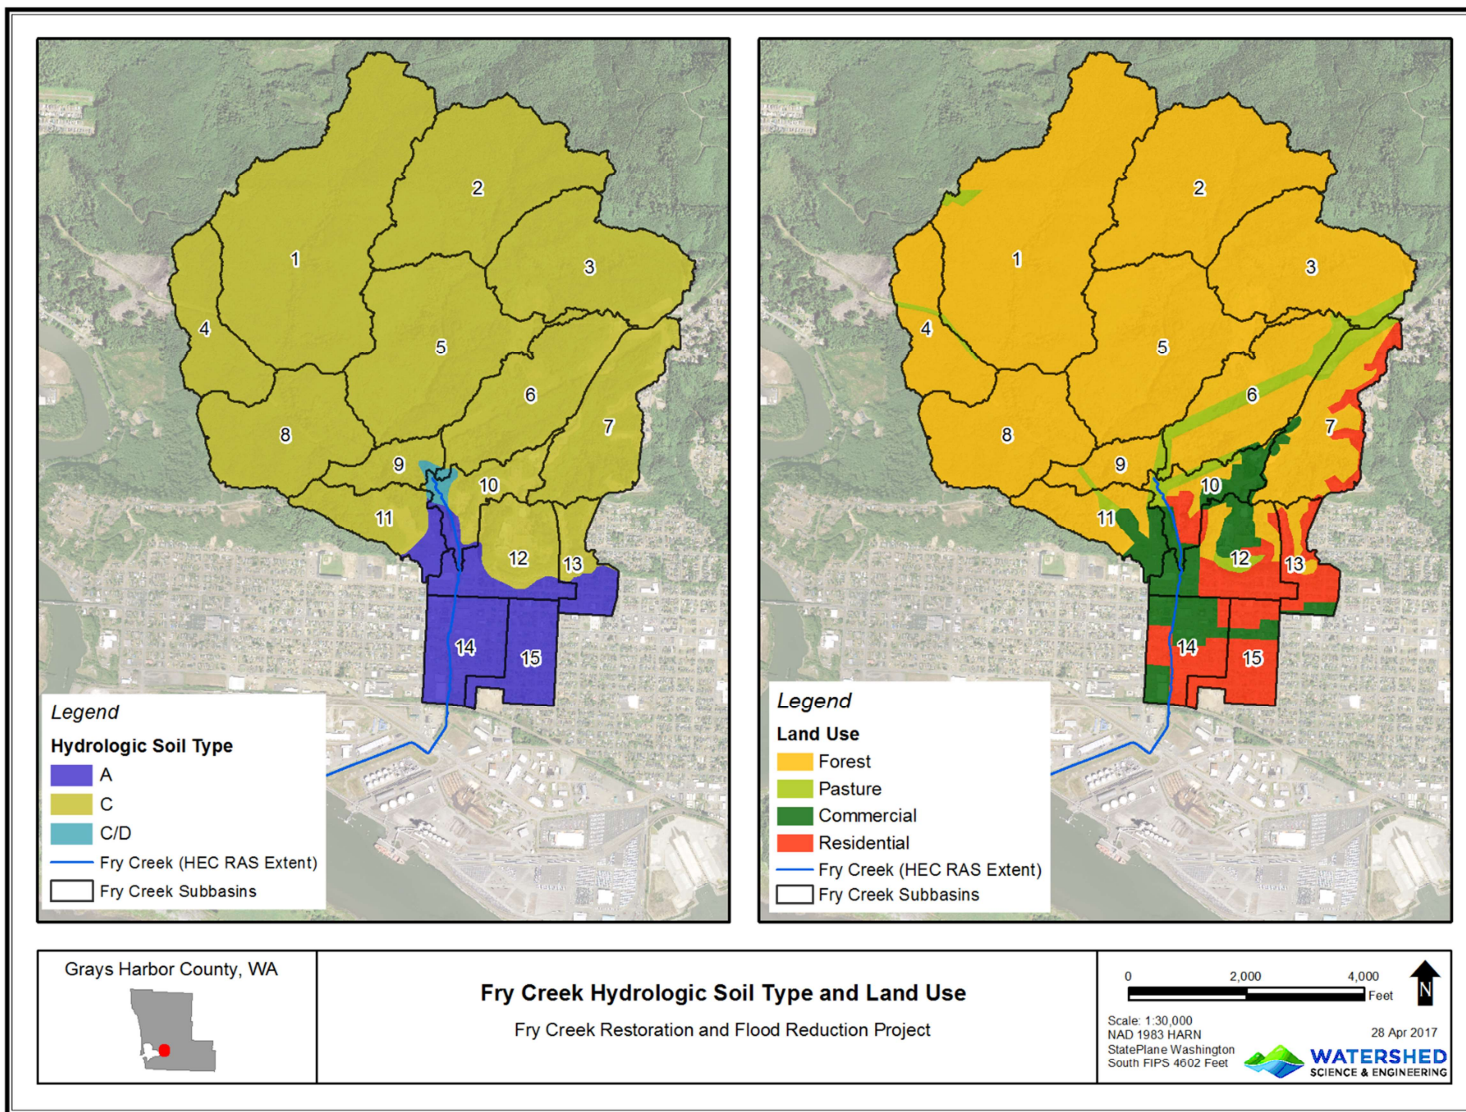 1
2
3
4
5
6
7
8
9
10
11
12
13
14
15
Legend
Hydrologic Soil Type
A
C
C/D
Fry Creek (HEC RAS Extent)
Fry Creek Subbasins
1
2
3
4
5
6
7
8
9
10
11
12
13
14
15
Legend
Land Use
Forest
Pasture
Commercial
Residential
Fry Creek (HEC RAS Extent)
Fry Creek Subbasins
Grays Harbor County, WA
Fry Creek Hydrologic Soil Type and Land Use
Fry Creek Restoration and Flood Reduction Project
0 2,000 4,000
Feet
N
Scale: 1:30,000
NAD 1983 HARN
StatePlane Washington
South FIPS 4602 Feet
28 Apr 2017
WATERSHED
SCIENCE & ENGINEERING